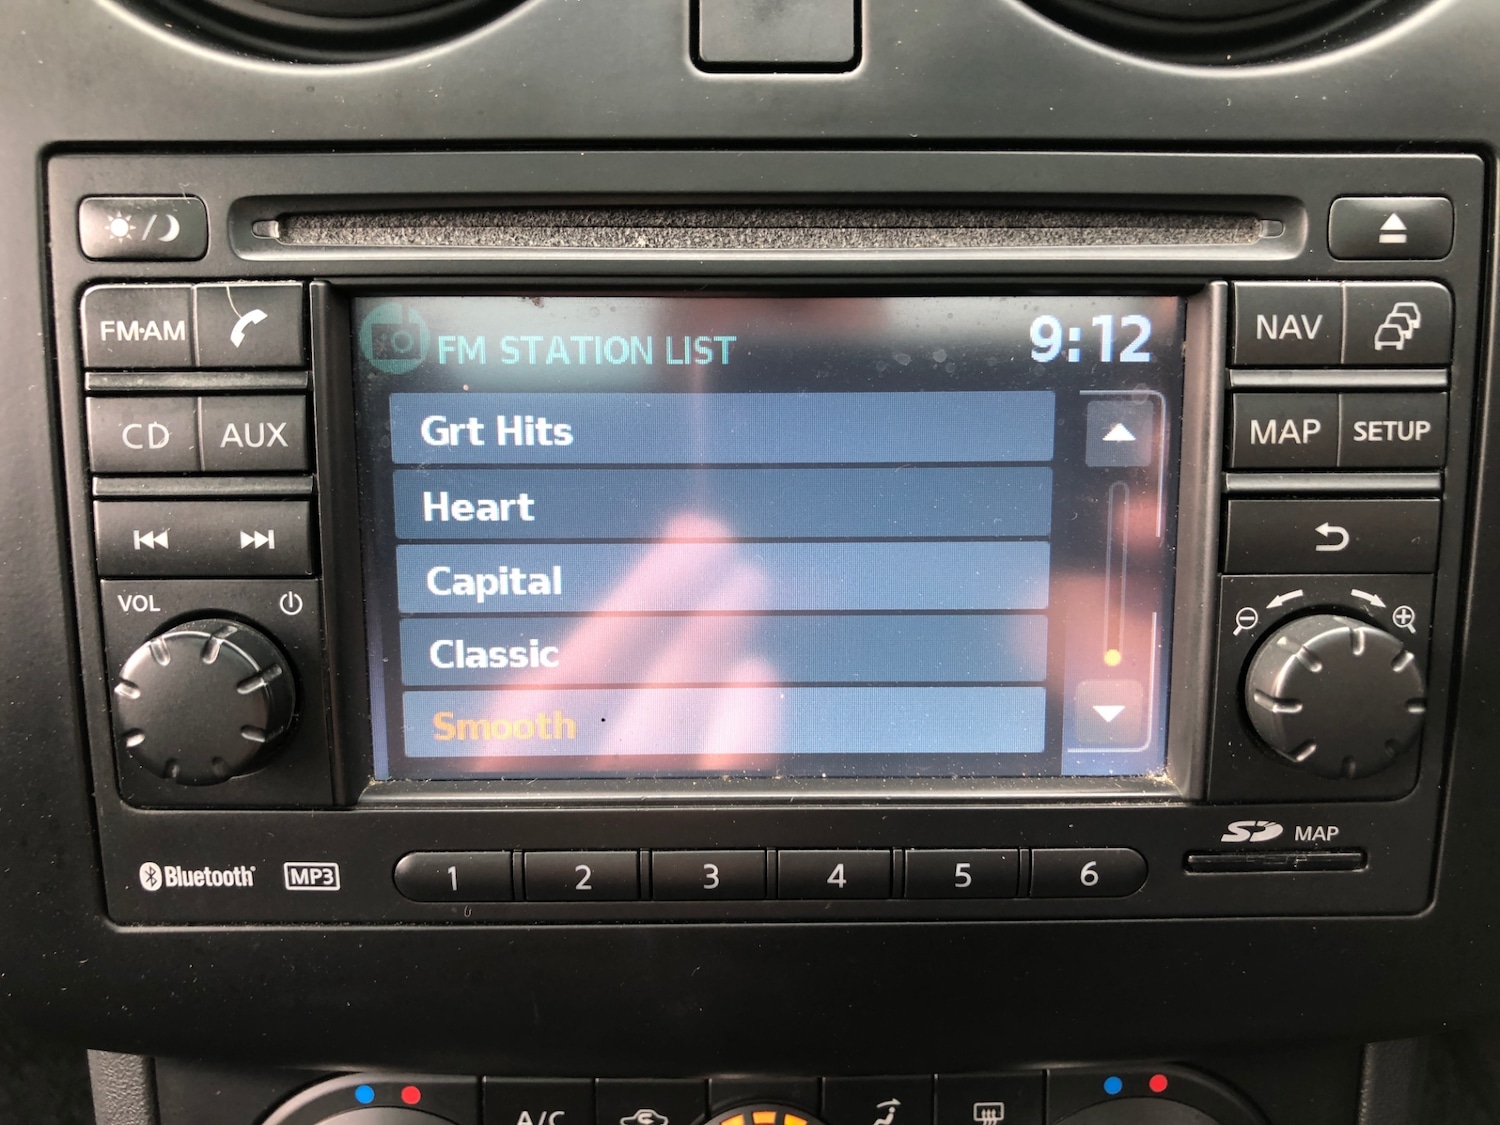 FM·AM
CD AUX
VOL
FM STATION LIST 9:12
Grt Hits
Heart
Capital
Classic
Smooth
NAV
MAP SETUP
Bluetooth MP3 1 2 3 4 5 6 SD MAP
A/C